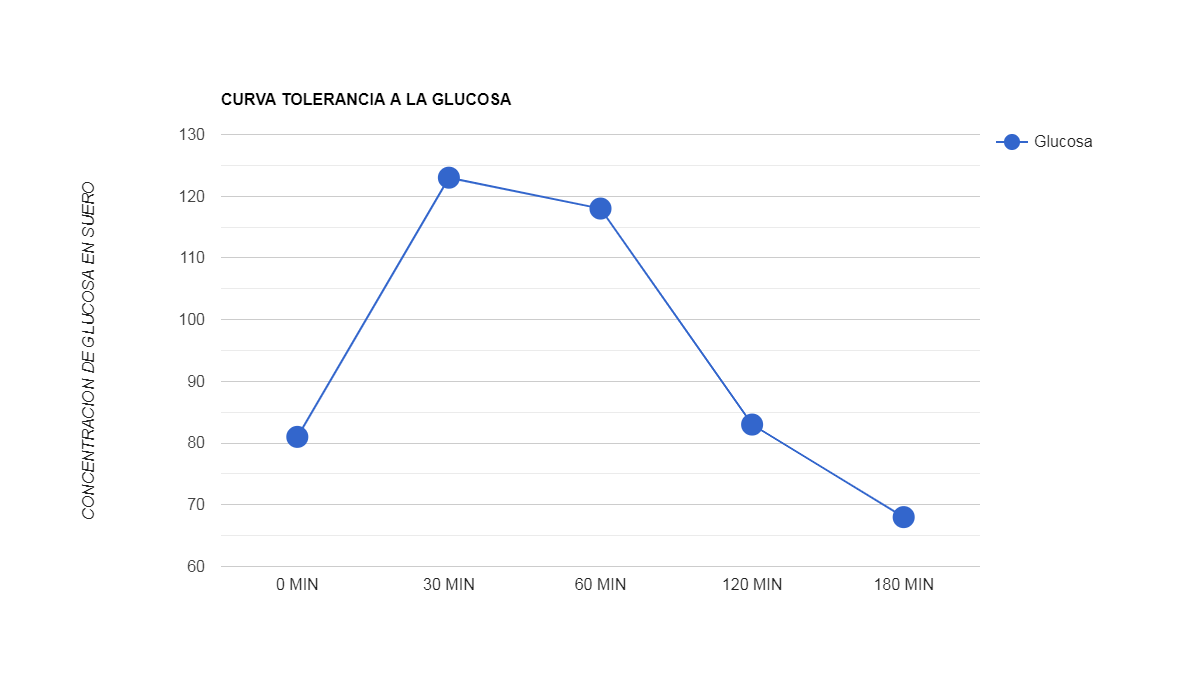 CURVA TOLERANCIA A LA GLUCOSA
Glucosa
CONCENTRACION DE GLUCOSA EN SUERO
130
120
110
100
90
80
70
60
0 MIN
30 MIN
60 MIN
120 MIN
180 MIN